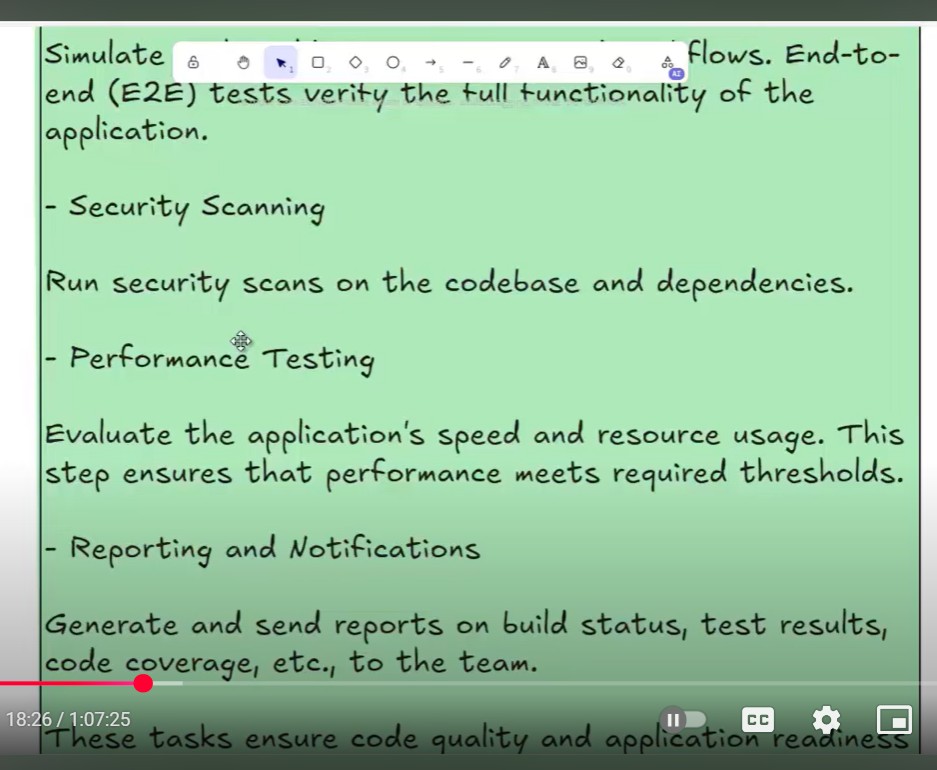 Simulate flows. End-to-
end (E2E) tests verify the full functionality of the
application.
- Security Scanning
Run security scans on the codebase and dependencies.
- Performance Testing
Evaluate the application's speed and resource usage. This
step ensures that performance meets required thresholds.
- Reporting and Notifications
Generate and send reports on build status, test results,
code coverage, etc., to the team.
18:26 / 1:07:25
CC
These tasks ensure code quality and application readiness
AI